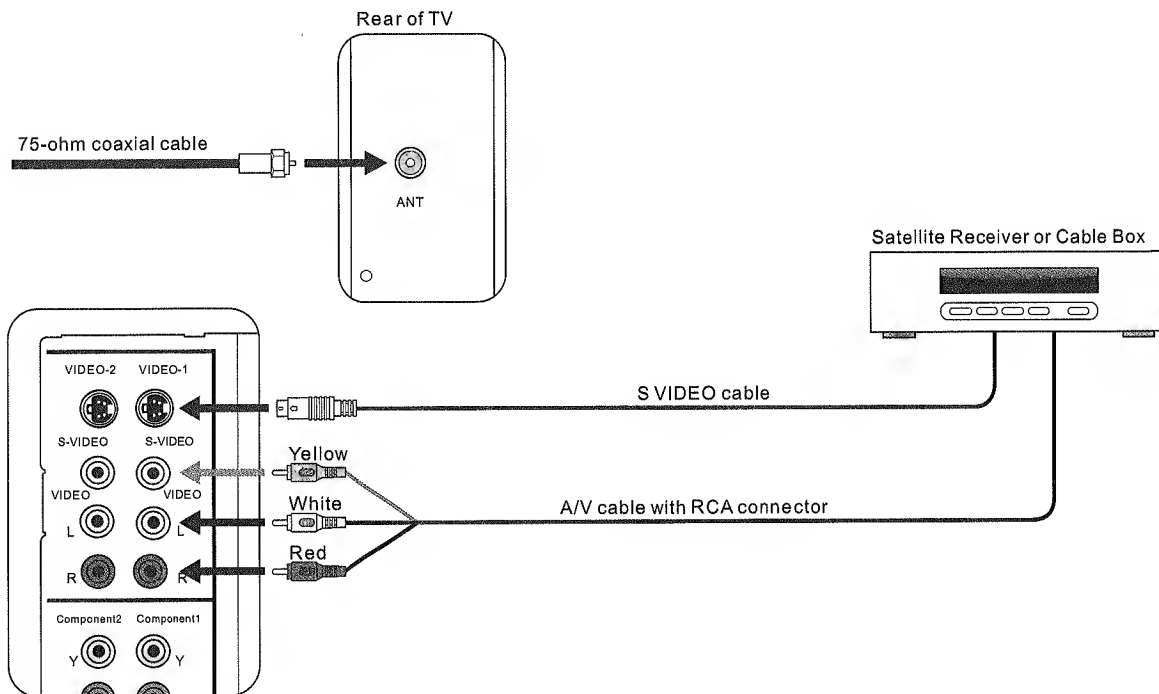 Rear of TV
75-ohm coaxial cable
ANT
Satellite Receiver or Cable Box
VIDEO-2 VIDEO-1
S VIDEO cable
S-VIDEO S-VIDEO
Yellow
VIDEO VIDEO
White
A/V cable with RCA connector
L L
Red
R R
Component2 Component1
Y Y